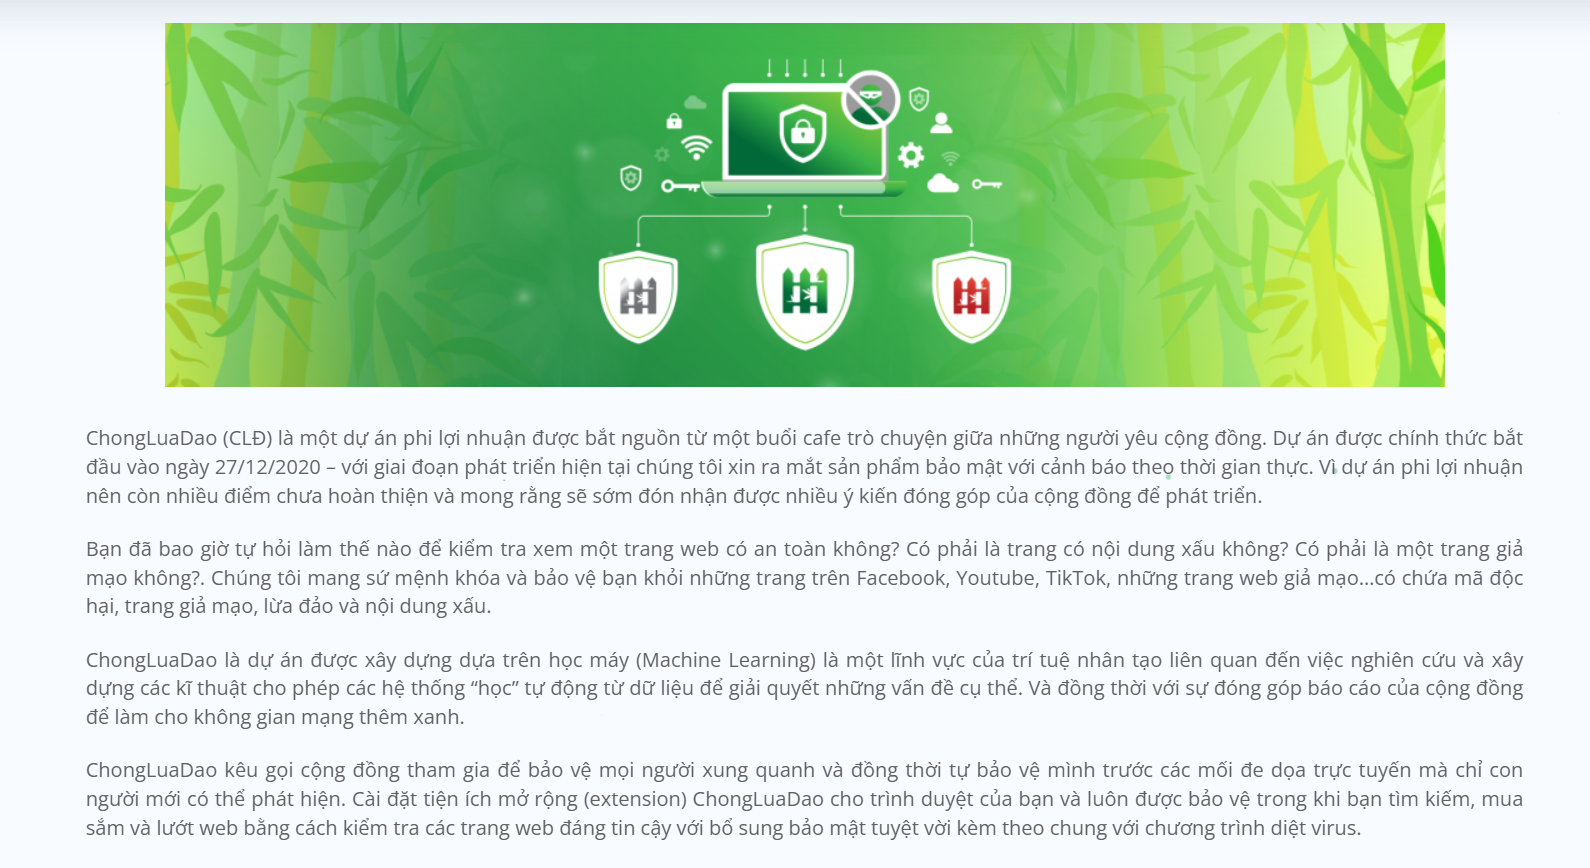 ChongLuaDao (CLĐ) là một dự án phi lợi nhuận được bắt nguồn từ một buổi cafe trò chuyện giữa những người yêu cộng đồng. Dự án được chính thức bắt
đầu vào ngày 27/12/2020 – với giai đoạn phát triển hiện tại chúng tôi xin ra mắt sản phẩm bảo mật với cảnh báo theo thời gian thực. Vì dự án phi lợi nhuận
nên còn nhiều điểm chưa hoàn thiện và mong rằng sẽ sớm đón nhận được nhiều ý kiến đóng góp của cộng đồng để phát triển.
Bạn đã bao giờ tự hỏi làm thế nào để kiểm tra xem một trang web có an toàn không? Có phải là trang có nội dung xấu không? Có phải là một trang giả
mạo không?. Chúng tôi mang sứ mệnh khóa và bảo vệ bạn khỏi những trang trên Facebook, Youtube, TikTok, những trang web giả mạo...có chứa mã độc
hại, trang giả mạo, lừa đảo và nội dung xấu.
ChongLuaDao là dự án được xây dựng dựa trên học máy (Machine Learning) là một lĩnh vực của trí tuệ nhân tạo liên quan đến việc nghiên cứu và xây
dựng các kĩ thuật cho phép các hệ thống “học” tự động từ dữ liệu để giải quyết những vấn đề cụ thể. Và đồng thời với sự đóng góp báo cáo của cộng đồng
để làm cho không gian mạng thêm xanh.
ChongLuaDao kêu gọi cộng đồng tham gia để bảo vệ mọi người xung quanh và đồng thời tự bảo vệ mình trước các mối đe dọa trực tuyến mà chỉ con
người mới có thể phát hiện. Cài đặt tiện ích mở rộng (extension) ChongLuaDao cho trình duyệt của bạn và luôn được bảo vệ trong khi bạn tìm kiếm, mua
sắm và lướt web bằng cách kiểm tra các trang web đáng tin cậy với bổ sung bảo mật tuyệt vời kèm theo chung với chương trình diệt virus.